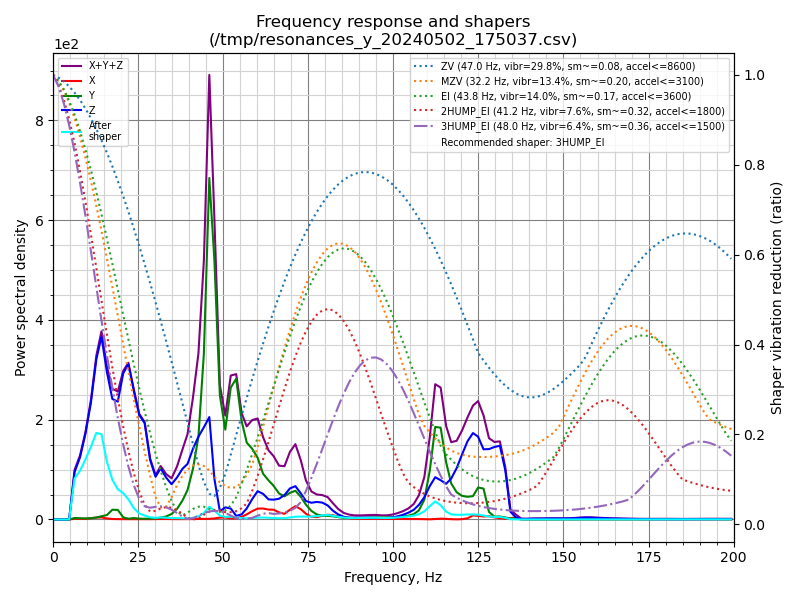 Frequency response and shapers
(/tmp/resonances_y_20240502_175037.csv)
1e2
X+Y+Z
X
Y
Z
After
shaper
ZV (47.0 Hz, vibr=29.8%, sm~=0.08, accel<=8600)
MZV (32.2 Hz, vibr=13.4%, sm~=0.20, accel<=3100)
EI (43.8 Hz, vibr=14.0%, sm~=0.17, accel<=3600)
2HUMP_EI (41.2 Hz, vibr=7.6%, sm~=0.32, accel<=1800)
3HUMP_EI (48.0 Hz, vibr=6.4%, sm~=0.36, accel<=1500)
Recommended shaper: 3HUMP_EI
8
6
4
2
0
Power spectral density
1.0
0.8
0.6
0.4
0.2
0.0
Shaper vibration reduction (ratio)
0 25 50 75 100 125 150 175 200
Frequency, Hz